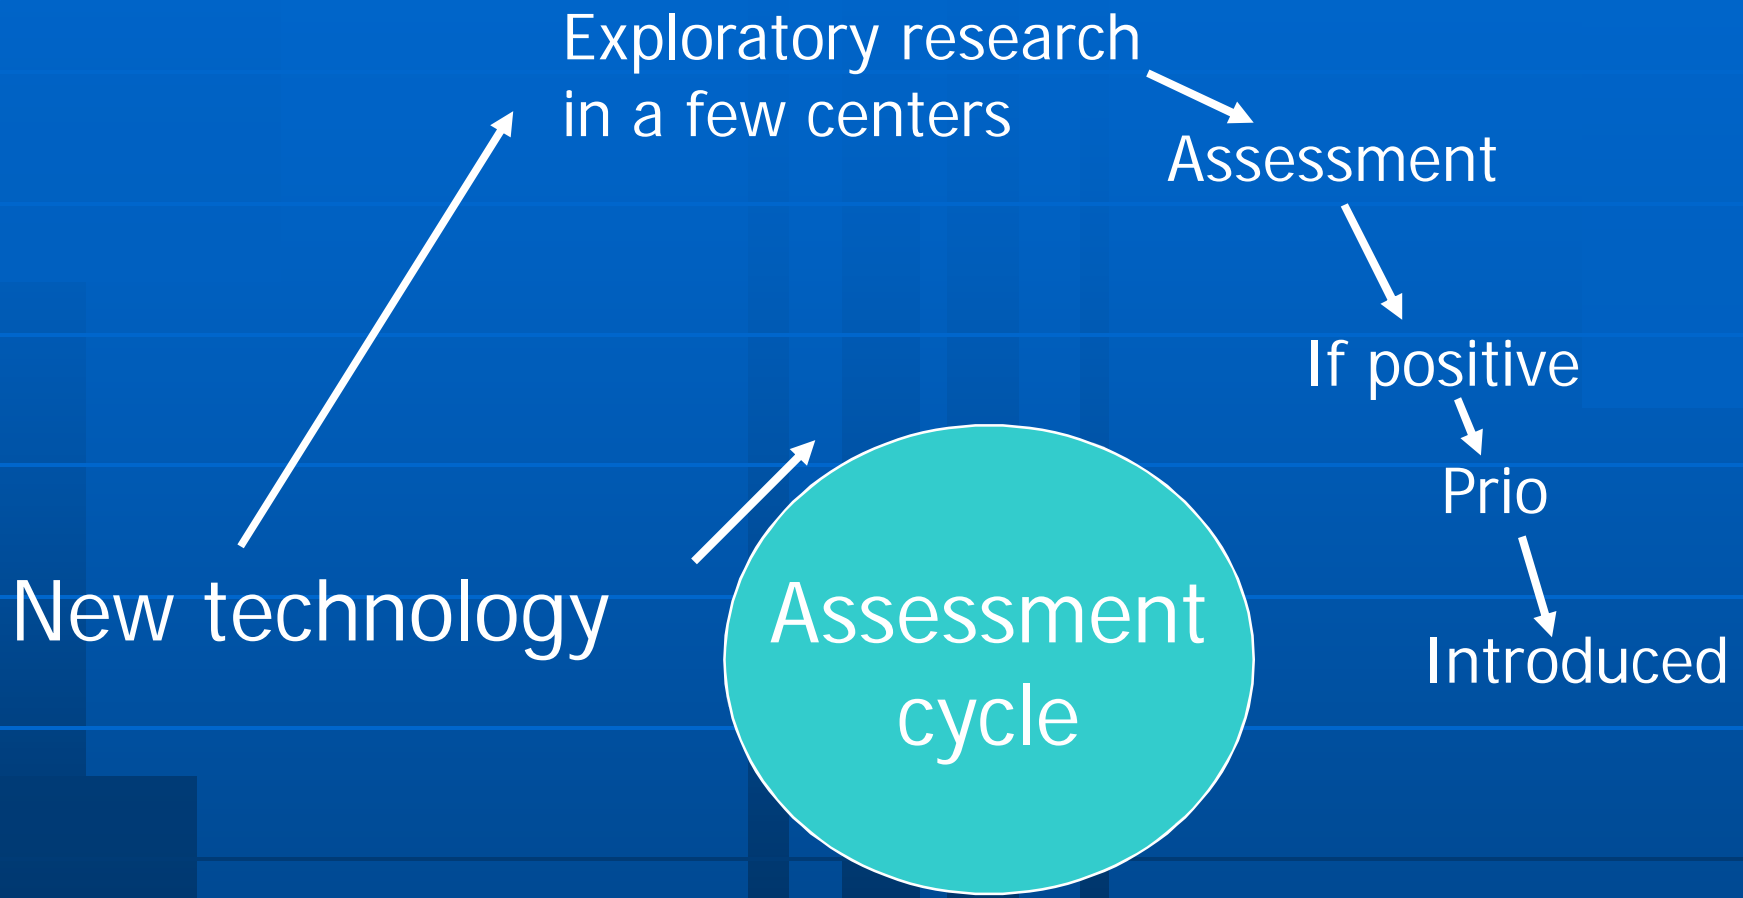 Exploratory research
in a few centers
Assessment
If positive
Prio
Introduced
New technology
Assessment
cycle